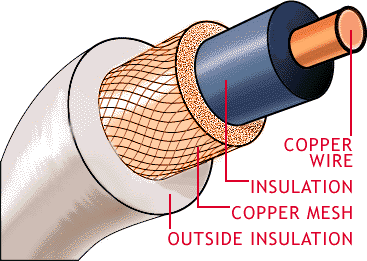 COPPER
WIRE
INSULATION
COPPER MESH
OUTSIDE INSULATION